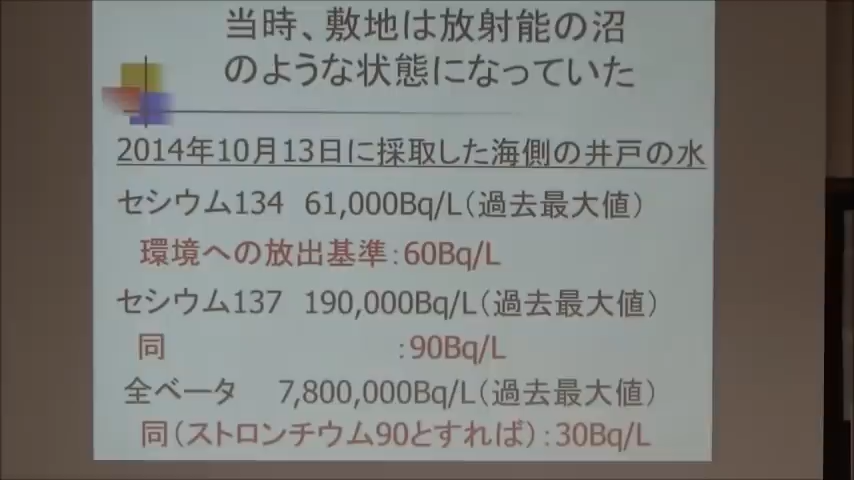 当時、敷地は放射能の沼
のような状態になっていた
2014年10月13日に採取した海側の井戸の水
セシウム134 61,000Bq/L(過去最大値)
環境への放出基準:60Bq/L
セシウム137 190,000Bq/L(過去最大値)
同 :90Bq/L
全ベータ 7,800,000Bq/L(過去最大値)
同(ストロンチウム90とすれば):30Bq/L